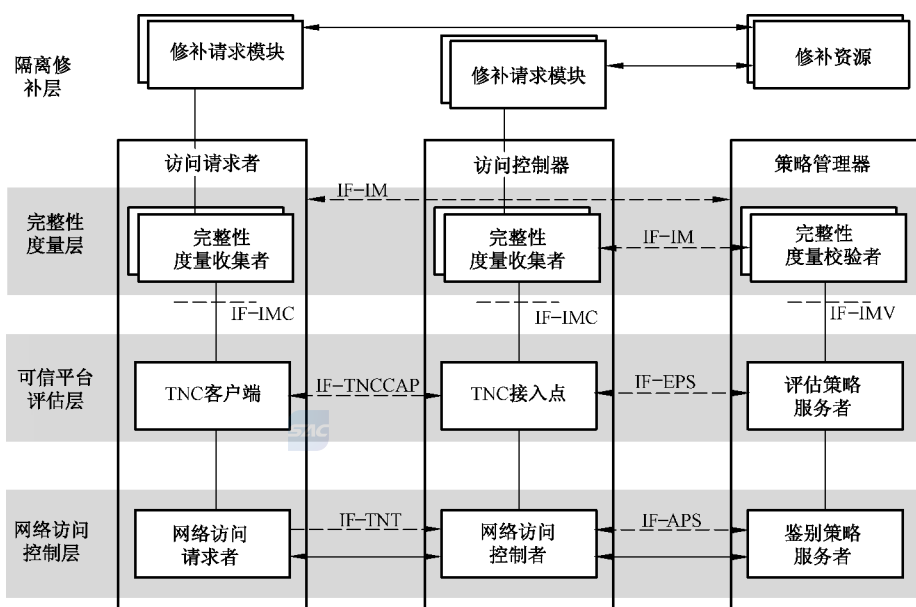 隔离修
补层
修补请求模块
修补请求模块
修补资源
访问请求者
访问控制器
策略管理器
完整性
度量层
IF-IM
完整性
度量收集者
完整性
度量收集者
IF-IM
完整性
度量校验者
IF-IMC
IF-IMC
IF-IMV
可信平台
评估层
TNC客户端
IF-TNCCAP
TNC接入点
IF-EPS
评估策略
服务者
SAC
网络访问
控制层
网络访问
请求者
IF-TNT
网络访问
控制者
IF-APS
鉴别策略
服务者